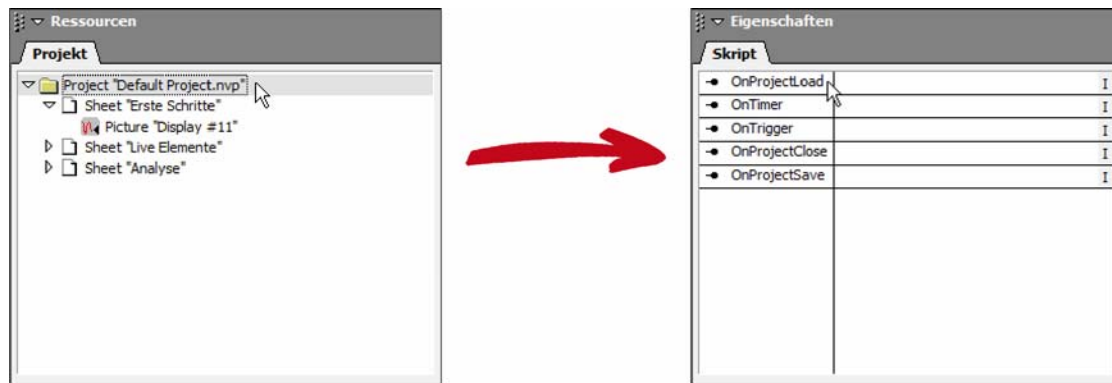 Ressourcen
Projekt
Project "Default Project.nvp"
Sheet "Erste Schritte"
Picture "Display #11"
Sheet "Live Elemente"
Sheet "Analyse"
Eigenschaften
Skript
OnProjectLoad I
OnTimer I
OnTrigger I
OnProjectClose I
OnProjectSave I